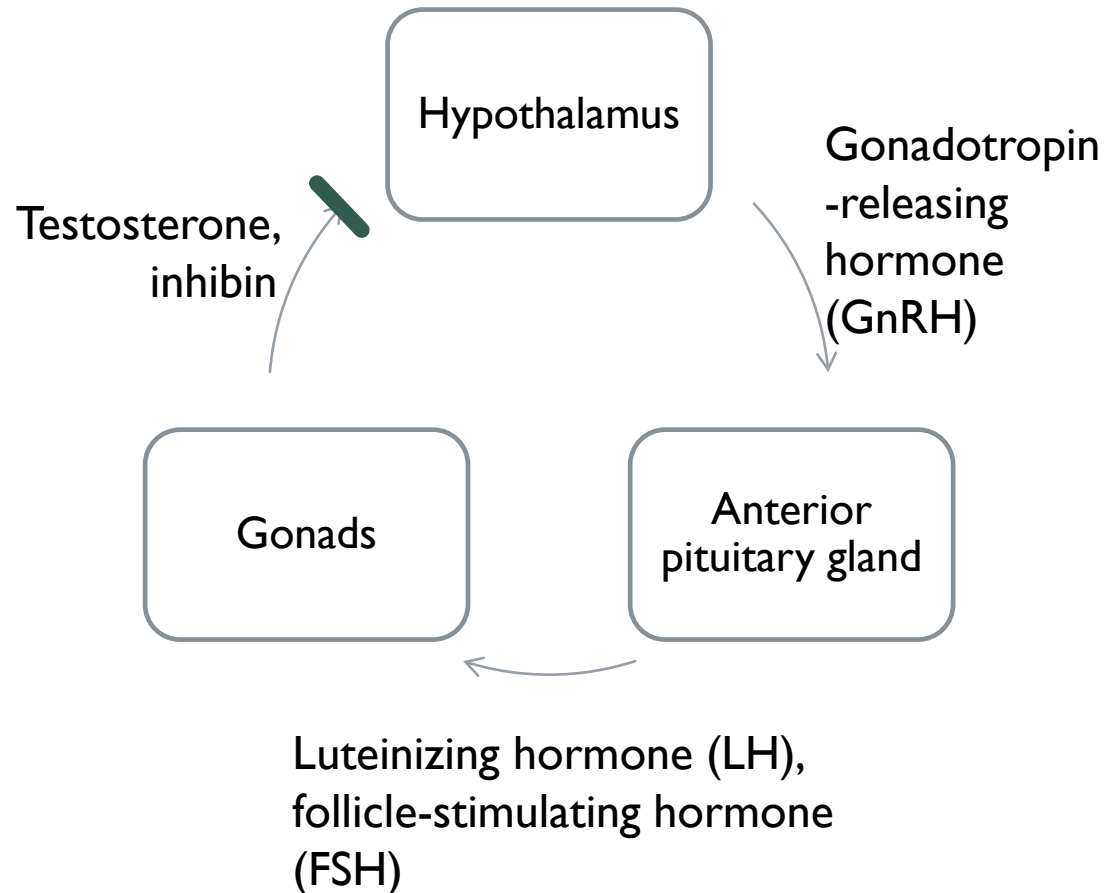 Hypothalamus
Gonadotropin
-releasing
hormone
(GnRH)
Testosterone,
inhibin
Gonads
Anterior
pituitary gland
Luteinizing hormone (LH),
follicle-stimulating hormone
(FSH)